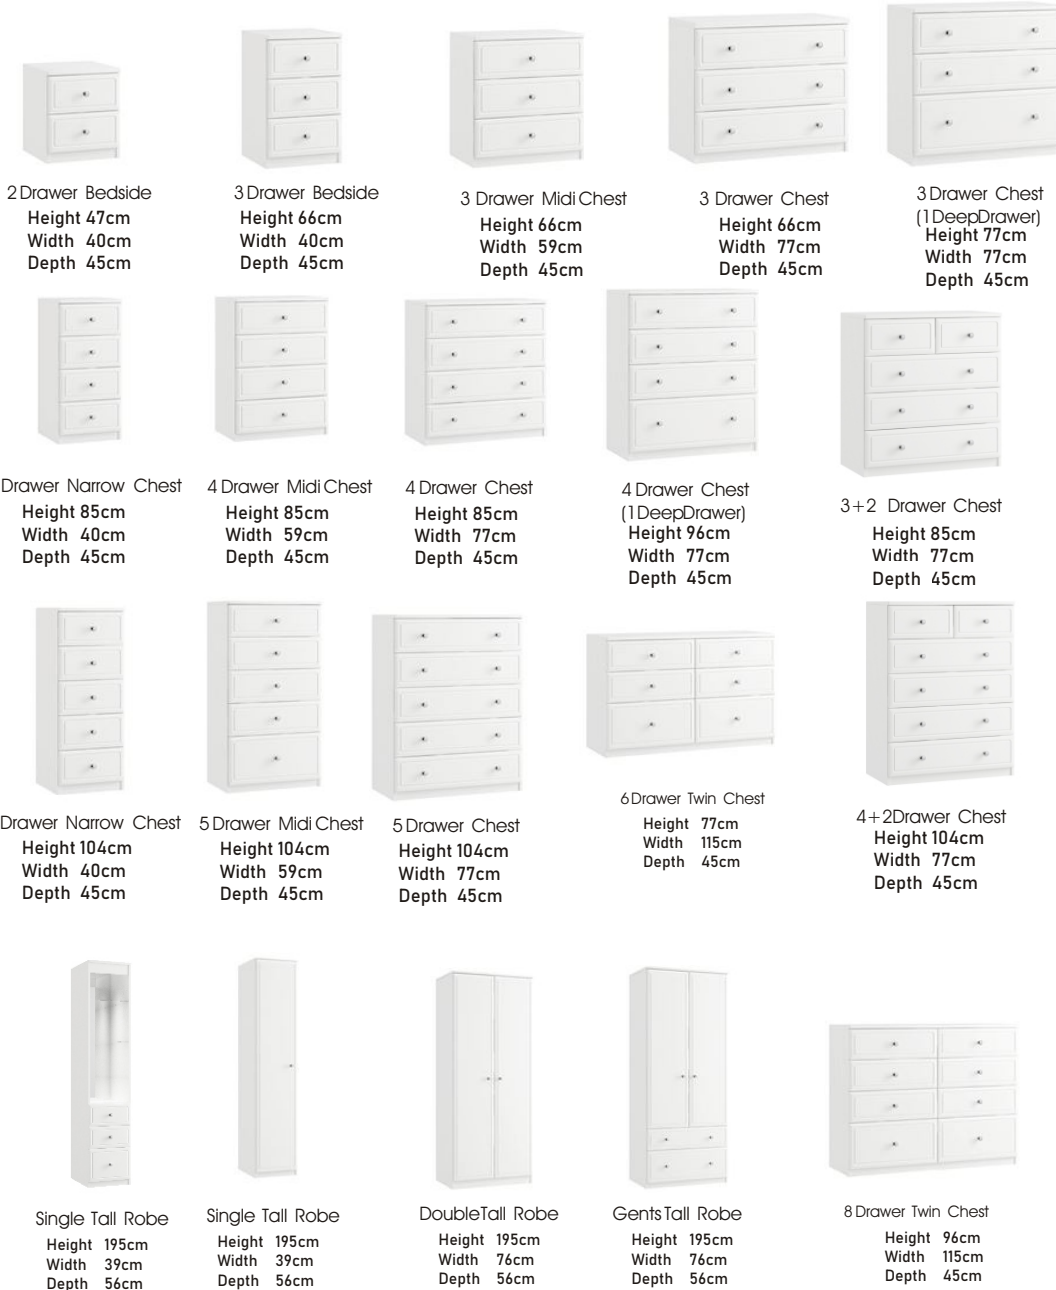 2 Drawer Bedside
Height 47cm
Width 40cm
Depth 45cm
3 Drawer Bedside
Height 66cm
Width 40cm
Depth 45cm
3 Drawer Midi Chest
Height 66cm
Width 59cm
Depth 45cm
3 Drawer Chest
Height 66cm
Width 77cm
Depth 45cm
3 Drawer Chest
(1 DeepDrawer)
Height 77cm
Width 77cm
Depth 45cm
Drawer Narrow Chest
Height 85cm
Width 40cm
Depth 45cm
4 Drawer Midi Chest
Height 85cm
Width 59cm
Depth 45cm
4 Drawer Chest
Height 85cm
Width 77cm
Depth 45cm
4 Drawer Chest
(1 DeepDrawer)
Height 96cm
Width 77cm
Depth 45cm
3+2 Drawer Chest
Height 85cm
Width 77cm
Depth 45cm
Drawer Narrow Chest
Height 104cm
Width 40cm
Depth 45cm
5 Drawer Midi Chest
Height 104cm
Width 59cm
Depth 45cm
5 Drawer Chest
Height 104cm
Width 77cm
Depth 45cm
6 Drawer Twin Chest
Height 77cm
Width 115cm
Depth 45cm
4+2Drawer Chest
Height 104cm
Width 77cm
Depth 45cm
Single Tall Robe
Height 195cm
Width 39cm
Depth 56cm
Single Tall Robe
Height 195cm
Width 39cm
Depth 56cm
DoubleTall Robe
Height 195cm
Width 76cm
Depth 56cm
Gents Tall Robe
Height 195cm
Width 76cm
Depth 56cm
8 Drawer Twin Chest
Height 96cm
Width 115cm
Depth 45cm